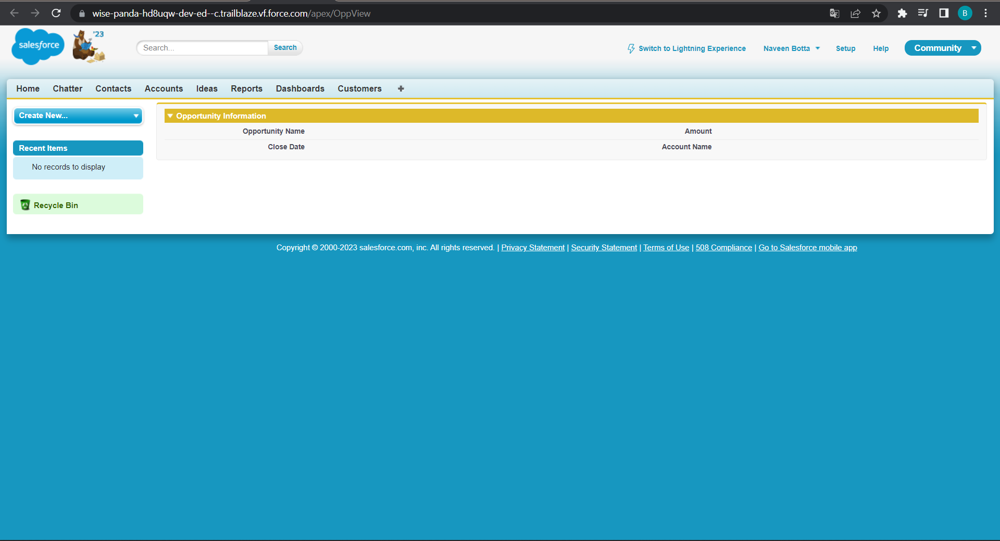 wise-panda-hd8uqw-dev-ed--c.trailblaze.vf.force.com/apex/OppView
B
salesforce
'23
Search...
Search
Switch to Lightning Experience
Naveen Botta
Setup
Help
Community
Home Chatter Contacts Accounts Ideas Reports Dashboards Customers +
Create New...
Recent Items
No records to display
Recycle Bin
Opportunity Information
Opportunity Name Amount
Close Date Account Name
Copyright © 2000-2023 salesforce.com, inc. All rights reserved. | Privacy Statement | Security Statement | Terms of Use | 508 Compliance | Go to Salesforce mobile app